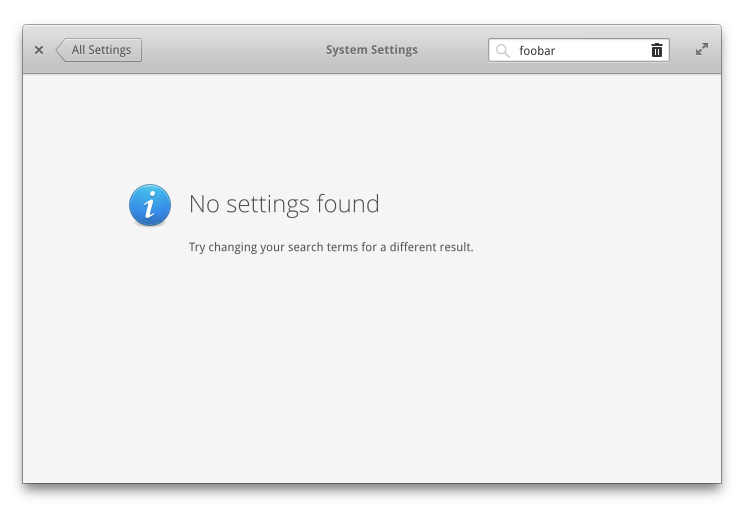 All Settings
System Settings
foobar
No settings found
Try changing your search terms for a different result.